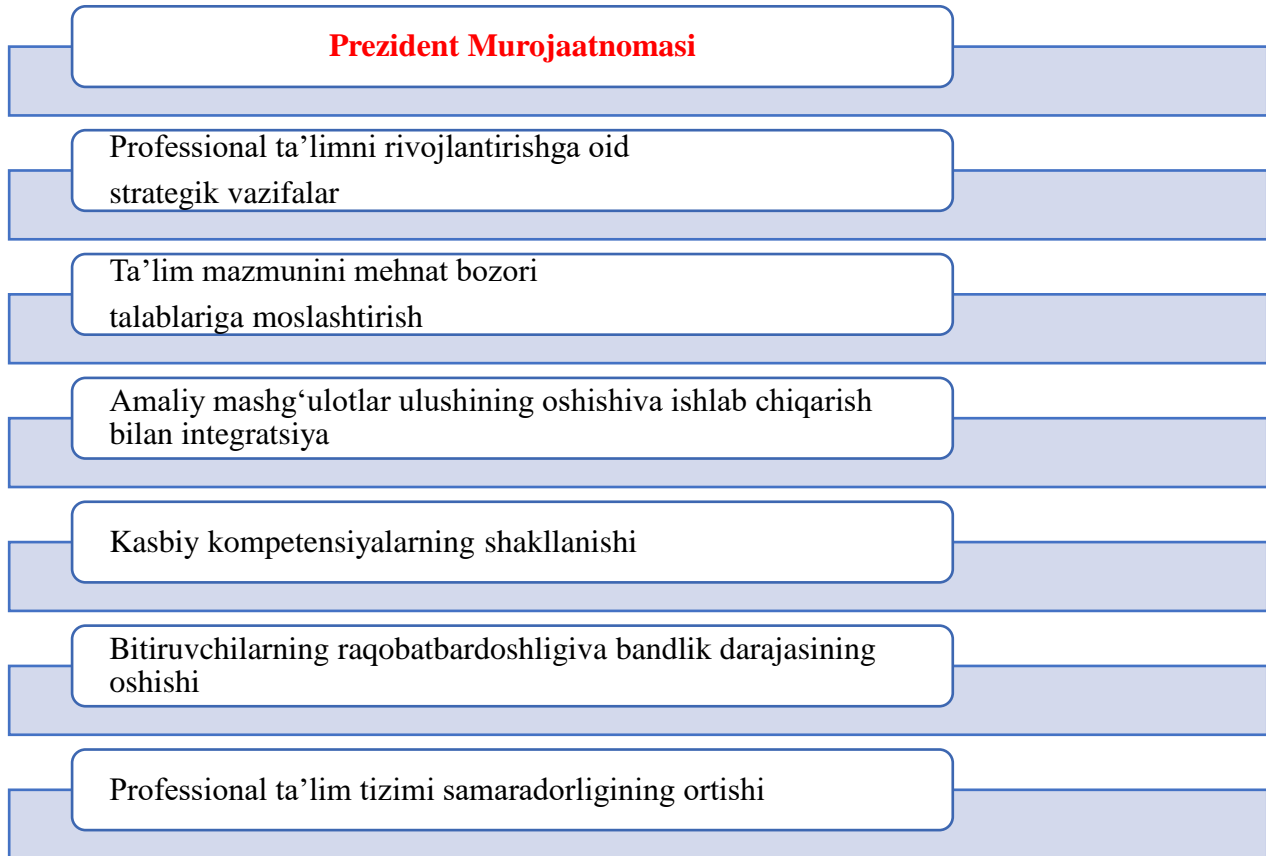 Prezident Murojaatnomasi
Professional ta’limni rivojlantirishga oid
strategik vazifalar
Ta’lim mazmunini mehnat bozori
talablariga moslashtirish
Amaliy mashg‘ulotlar ulushining oshishiva ishlab chiqarish
bilan integratsiya
Kasbiy kompetensiyalarning shakllanishi
Bitiruvchilarning raqobatbardoshligiva bandlik darajasining
oshishi
Professional ta’lim tizimi samaradorligining ortishi